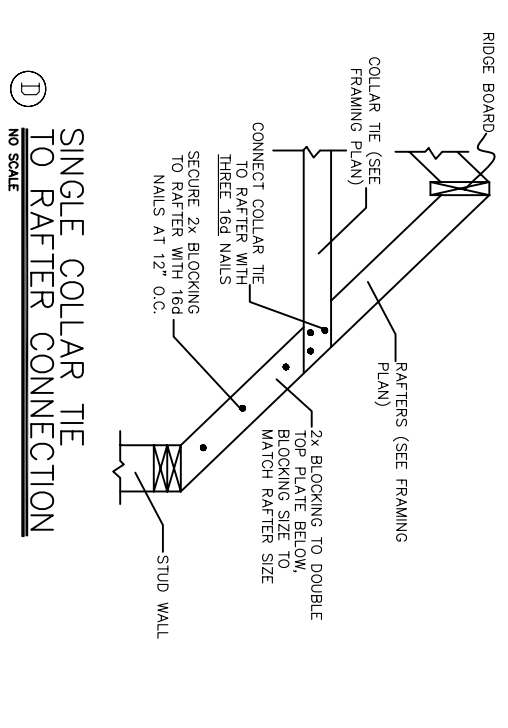 RIDGE BOARD
COLLAR TIE (SEE
FRAMING PLAN)
CONNECT COLLAR TIE
TO RAFTER WITH
THREE 16d NAILS
SECURE 2x BLOCKING
TO RAFTER WITH 16d
NAILS AT 12" O.C.
RAFTERS (SEE FRAMING
PLAN)
2x BLOCKING TO DOUBLE
TOP PLATE BELOW,
BLOCKING SIZE TO
MATCH RAFTER SIZE
STUD WALL
D
SINGLE COLLAR TIE
TO RAFTER CONNECTION
NO SCALE